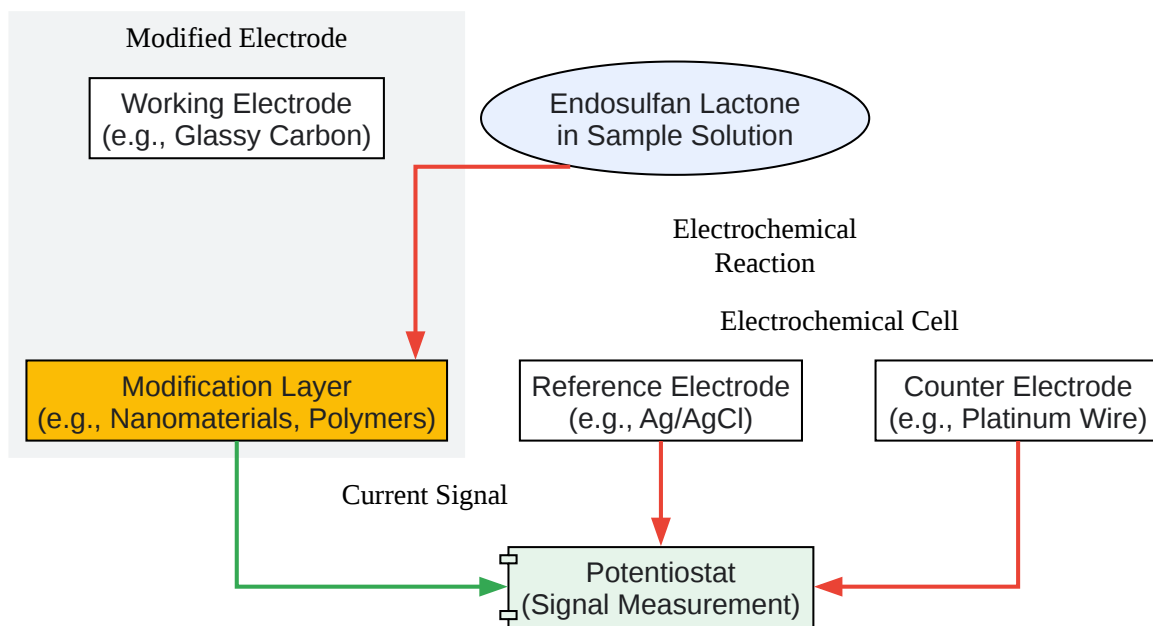 Modified Electrode
Working Electrode
(e.g., Glassy Carbon)
Endosulfan Lactone
in Sample Solution
Electrochemical
Reaction
Electrochemical Cell
Modification Layer
(e.g., Nanomaterials, Polymers)
Reference Electrode
(e.g., Ag/AgCl)
Counter Electrode
(e.g., Platinum Wire)
Current Signal
Potentiostat
(Signal Measurement)